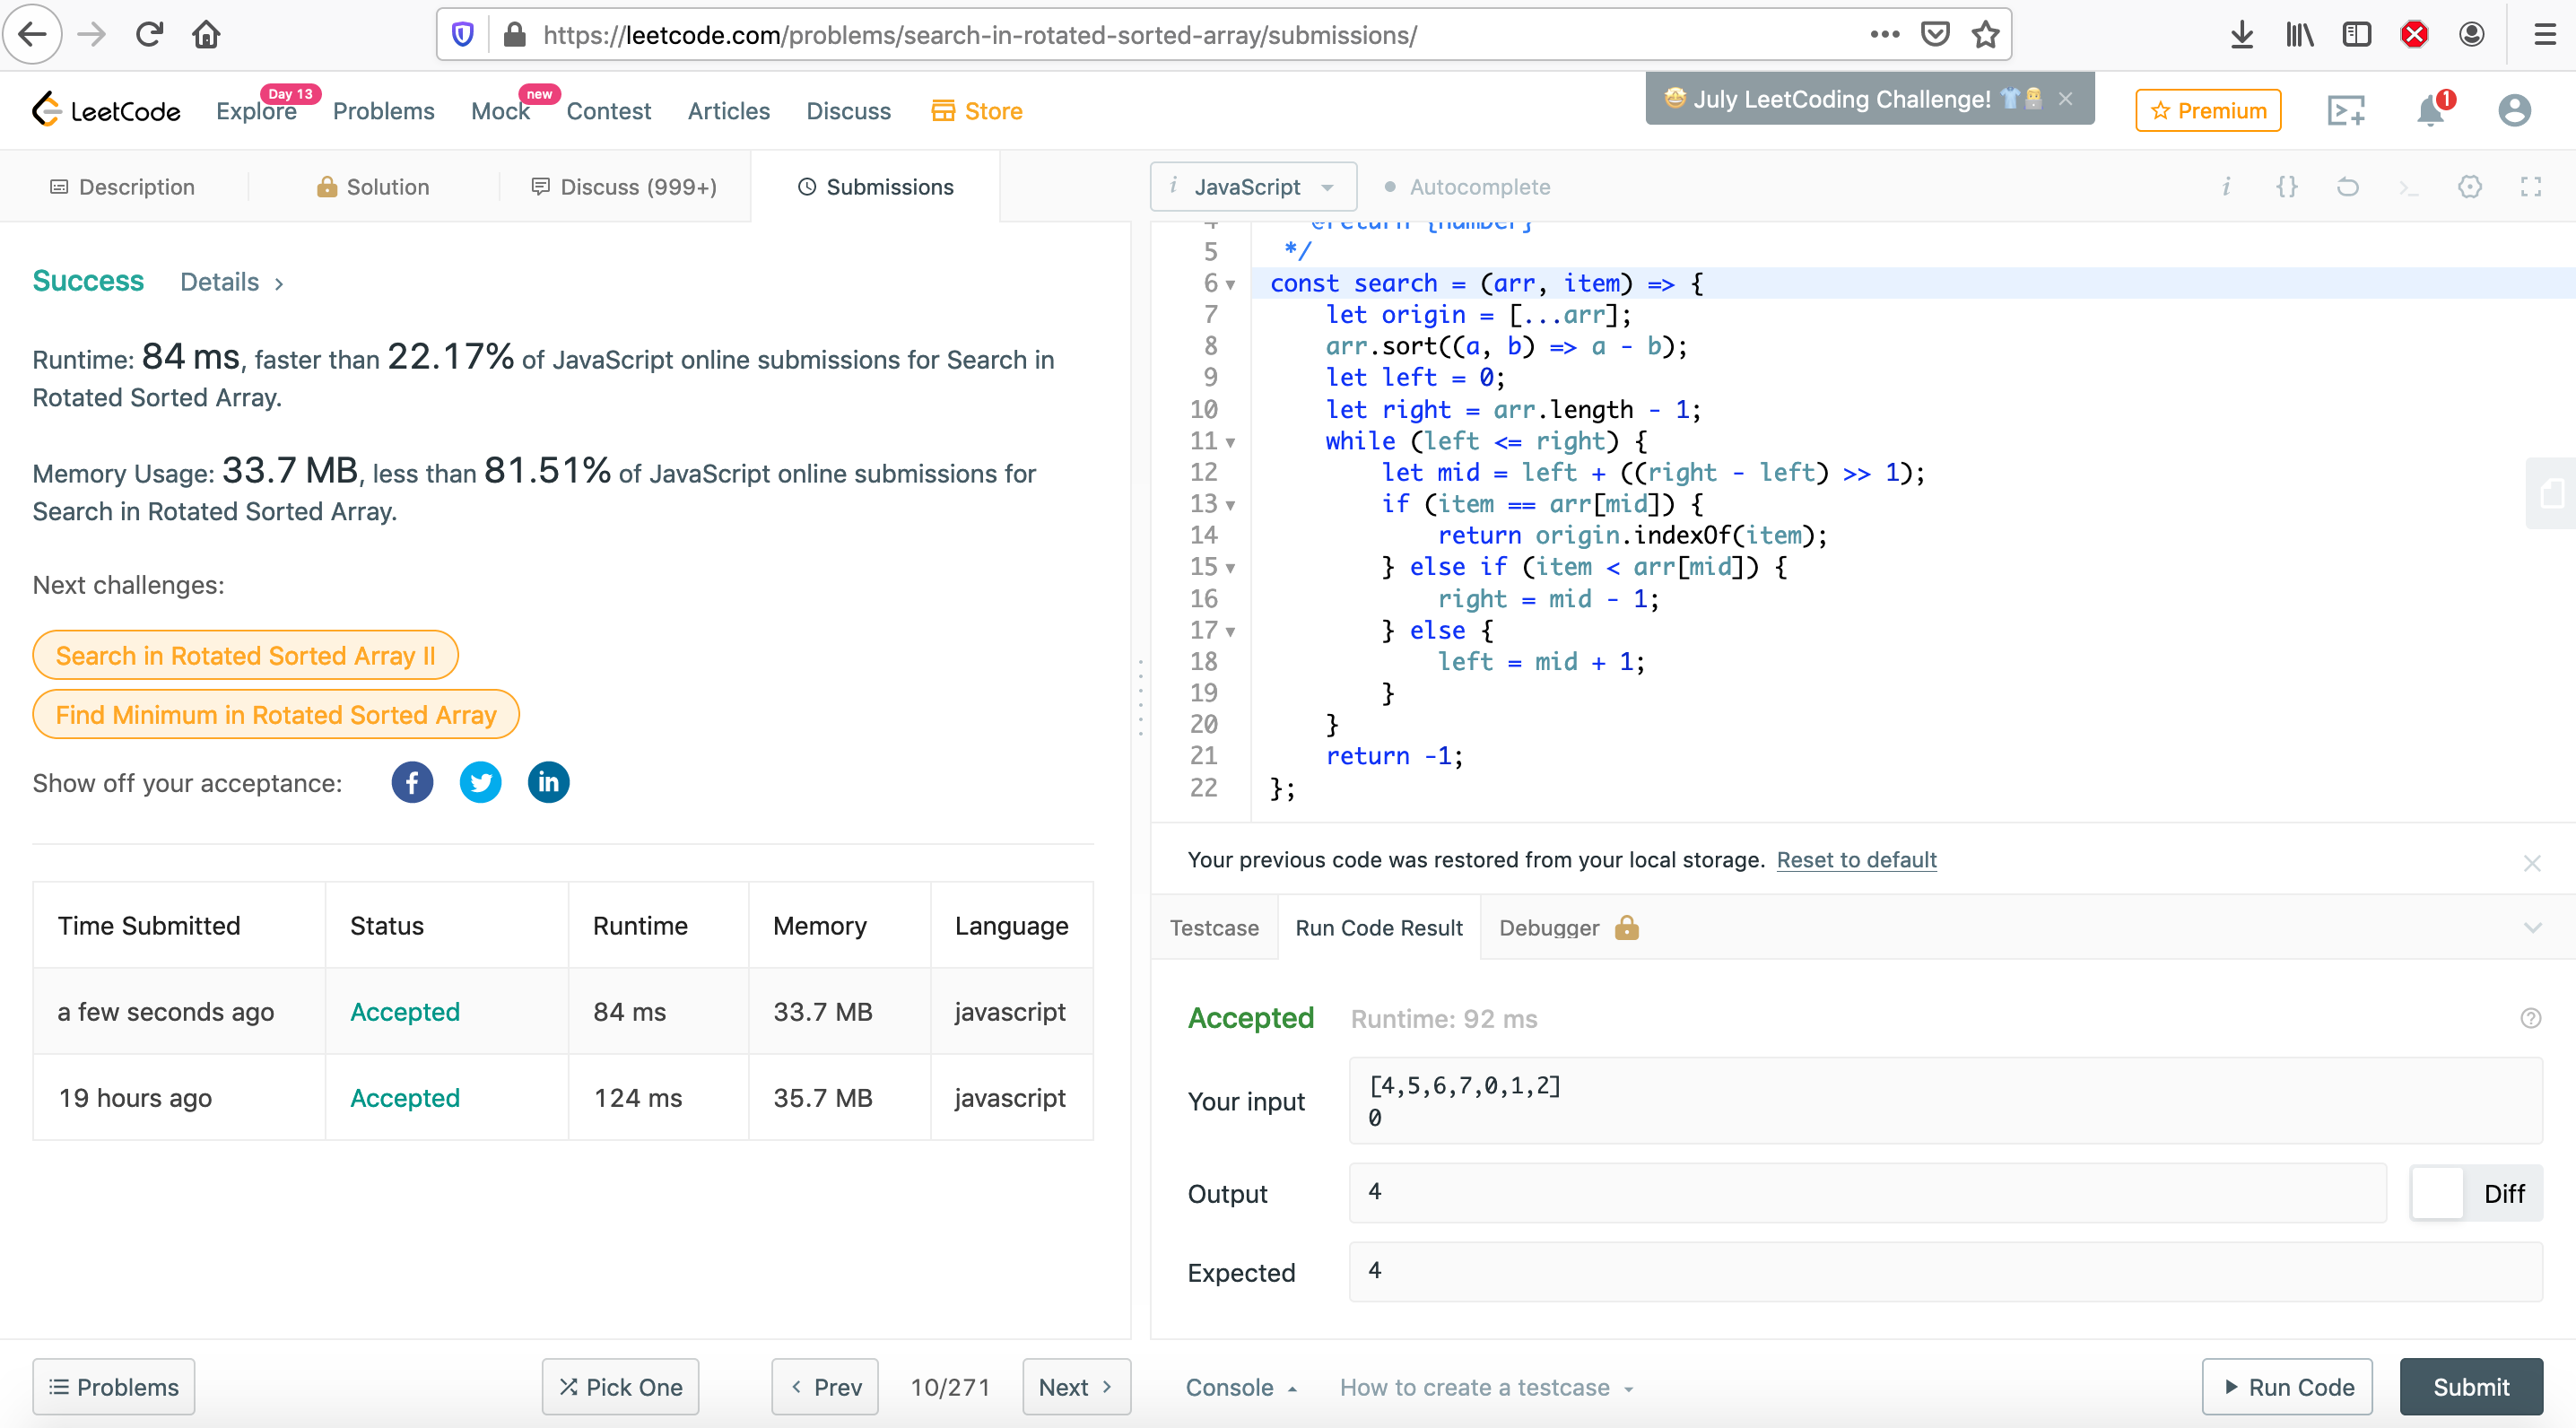 https://leetcode.com/problems/search-in-rotated-sorted-array/submissions/
LeetCode
Explore
Day 13
Problems
Mock
new
Contest
Articles
Discuss
Store
🤩 July LeetCoding Challenge! 👕
Premium
1
Description
Solution
Discuss (999+)
Submissions
i JavaScript
Autocomplete
i {}
Success Details >
Runtime: 84 ms, faster than 22.17% of JavaScript online submissions for Search in
Rotated Sorted Array.
Memory Usage: 33.7 MB, less than 81.51% of JavaScript online submissions for
Search in Rotated Sorted Array.
Next challenges:
Search in Rotated Sorted Array II
Find Minimum in Rotated Sorted Array
Show off your acceptance:
Time Submitted Status Runtime Memory Language
a few seconds ago Accepted 84 ms 33.7 MB javascript
19 hours ago Accepted 124 ms 35.7 MB javascript
4 @return {number}
5 */
6 const search = (arr, item) => {
7 let origin = [...arr];
8 arr.sort((a, b) => a - b);
9 let left = 0;
10 let right = arr.length - 1;
11 while (left <= right) {
12 let mid = left + ((right - left) >> 1);
13 if (item == arr[mid]) {
14 return origin.indexOf(item);
15 } else if (item < arr[mid]) {
16 right = mid - 1;
17 } else {
18 left = mid + 1;
19 }
20 }
21 return -1;
22 };
Your previous code was restored from your local storage. Reset to default
Testcase
Run Code Result
Debugger
Accepted Runtime: 92 ms
Your input
[4,5,6,7,0,1,2]
0
Output
4
Diff
Expected
4
Problems
Pick One
< Prev
10/271
Next >
Console
How to create a testcase
Run Code
Submit